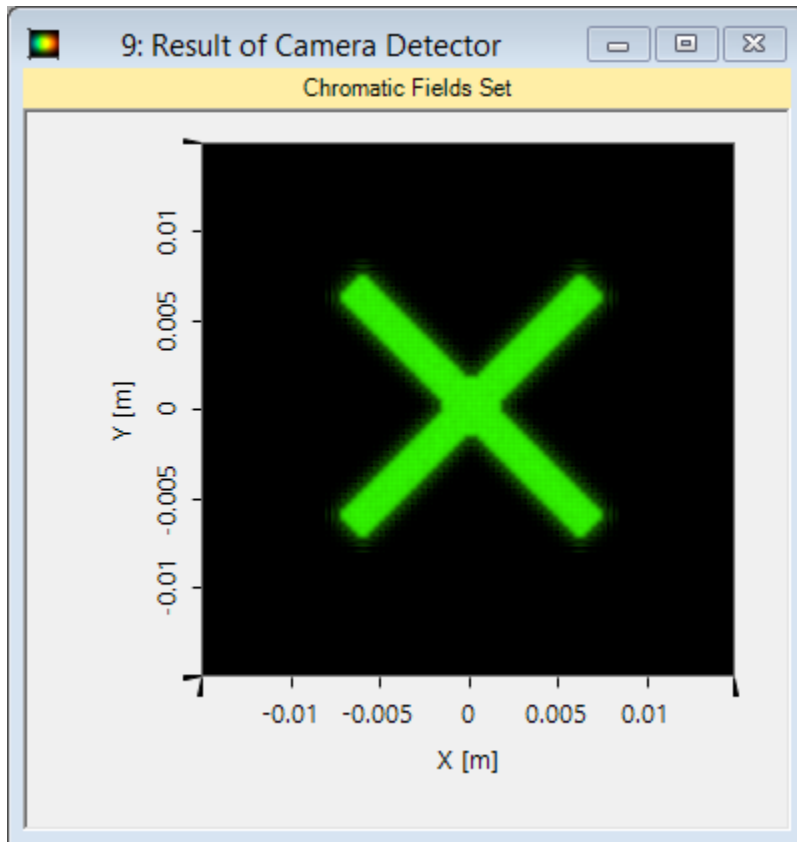 9: Result of Camera Detector
Chromatic Fields Set
0.01
0.005
0
-0.005
-0.01
Y [m]
-0.01 -0.005 0 0.005 0.01
X [m]